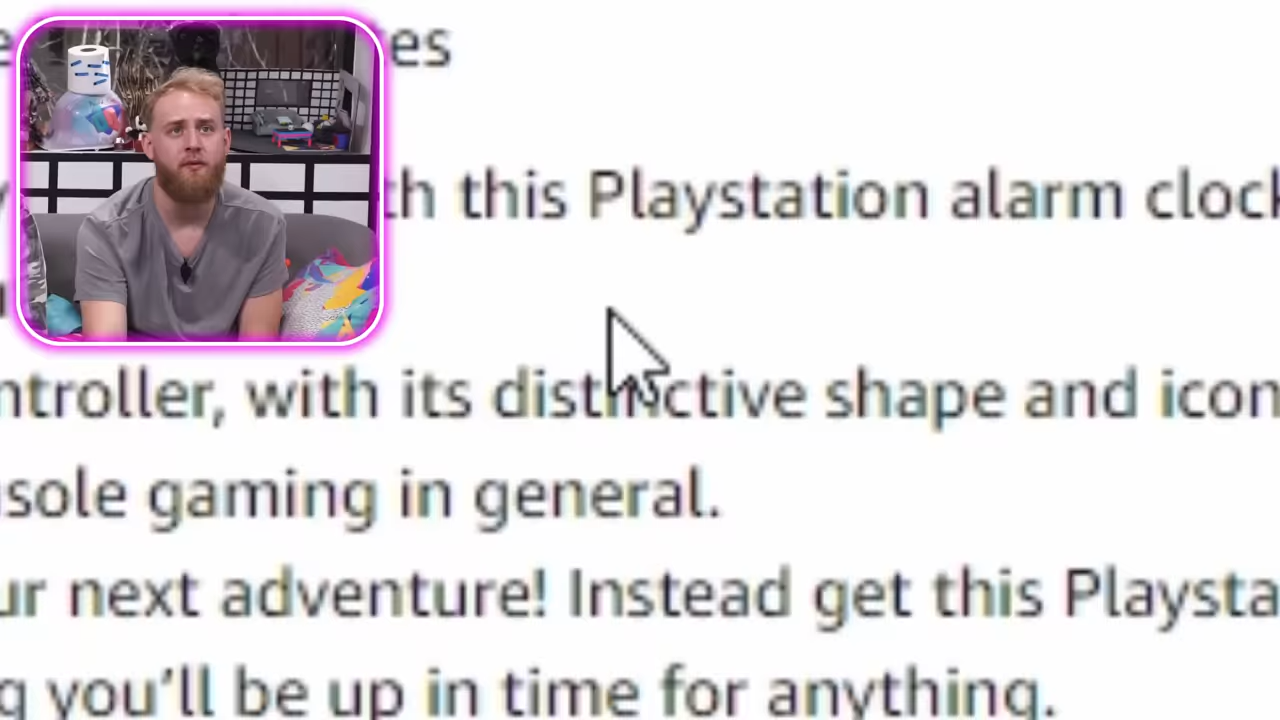 es
th this Playstation alarm clock
ntroller, with its distinctive shape and icon
sole gaming in general.
ur next adventure! Instead get this Playsta
g you'll be up in time for anything.